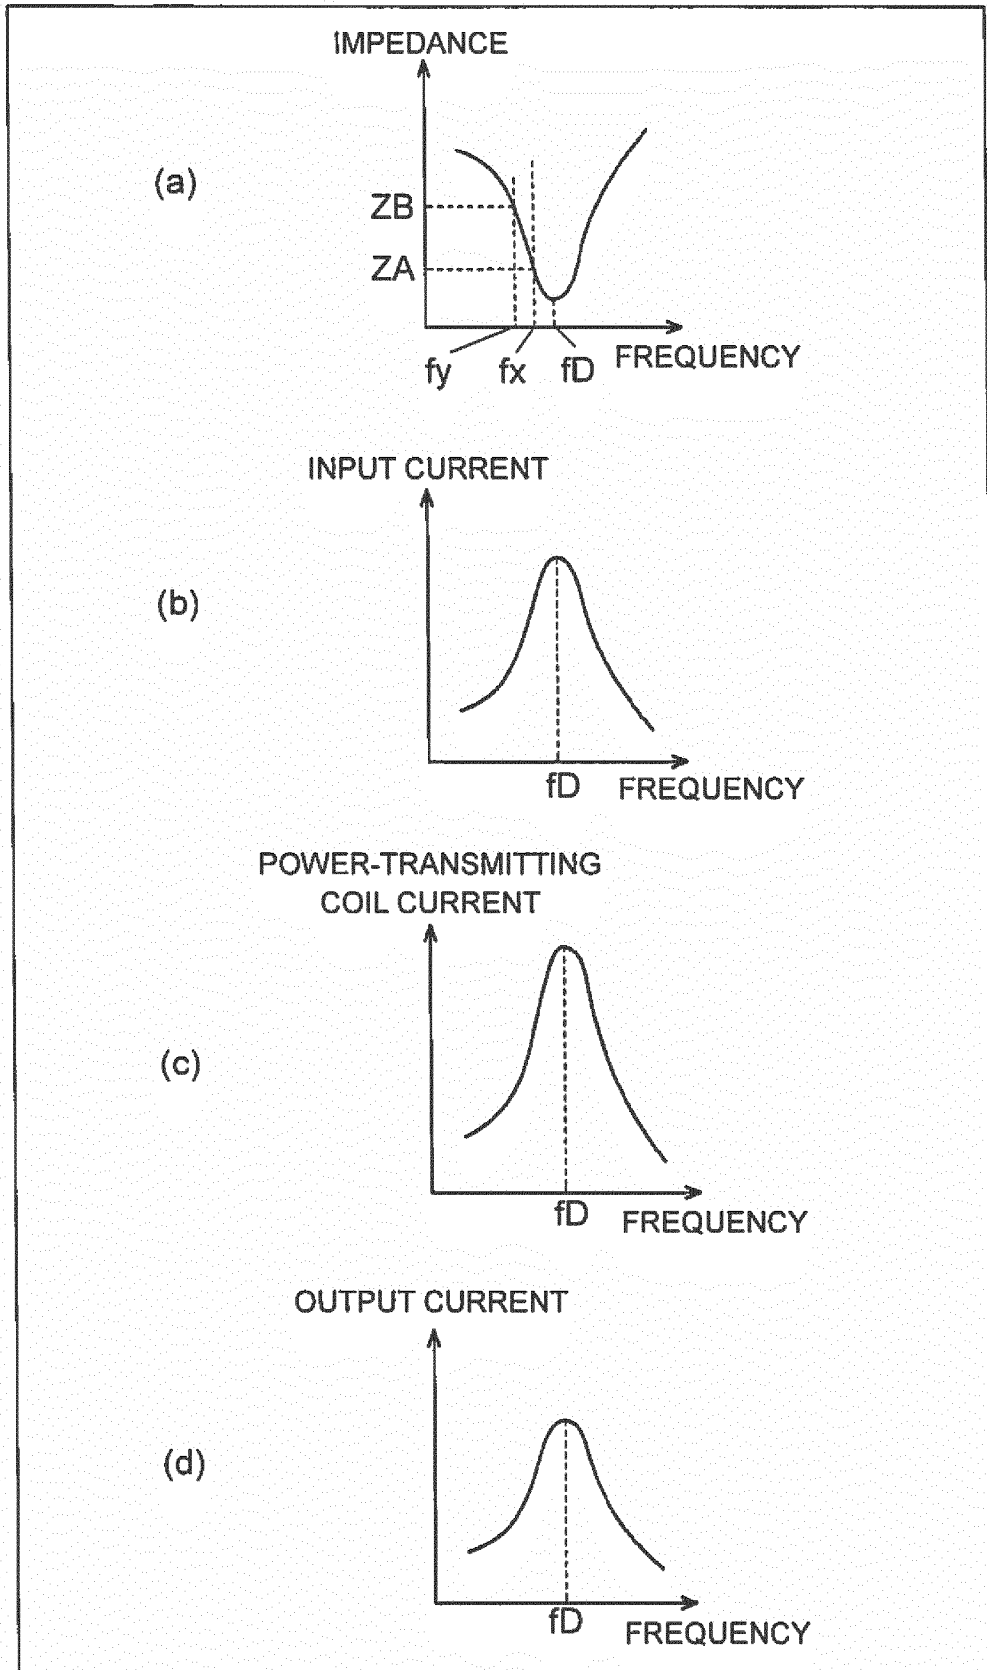 IMPEDANCE
(a)
ZB
ZA
fy fx fD FREQUENCY
INPUT CURRENT
(b)
fD FREQUENCY
POWER-TRANSMITTING
COIL CURRENT
(c)
fD FREQUENCY
OUTPUT CURRENT
(d)
fD FREQUENCY